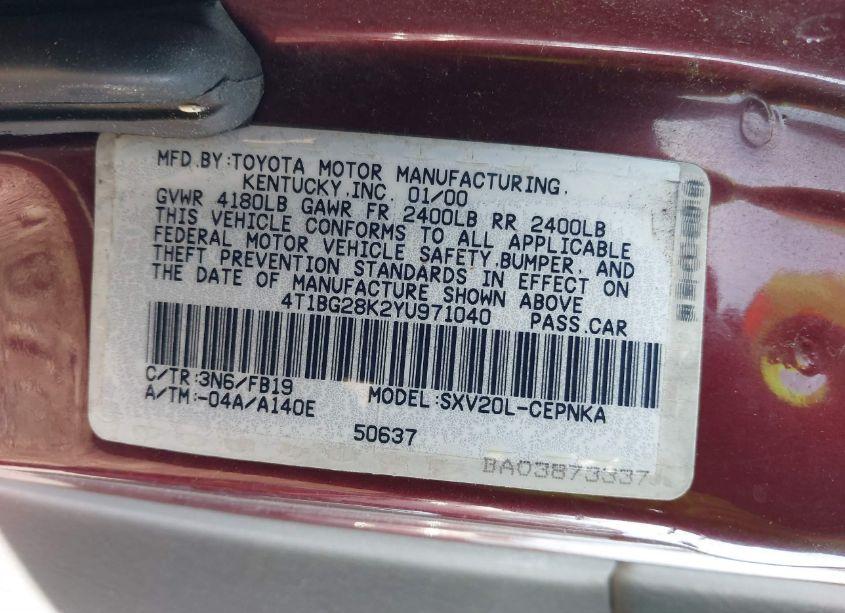 MFD.BY:TOYOTA MOTOR MANUFACTURING,
KENTUCKY,INC. 01/00
GVWR 4180LB GAWR FR 2400LB RR 2400LB
THIS VEHICLE CONFORMS TO ALL APPLICABLE
FEDERAL MOTOR VEHICLE SAFETY,BUMPER, AND
THEFT PREVENTION STANDARDS IN EFFECT ON
THE DATE OF MANUFACTURE SHOWN ABOVE
4T1BG28K2YU971040 PASS.CAR
C/TR:3N6/FB19 MODEL:SXV20L-CEPNKA
A/TM:-04A/A140E
50637
BA03873337